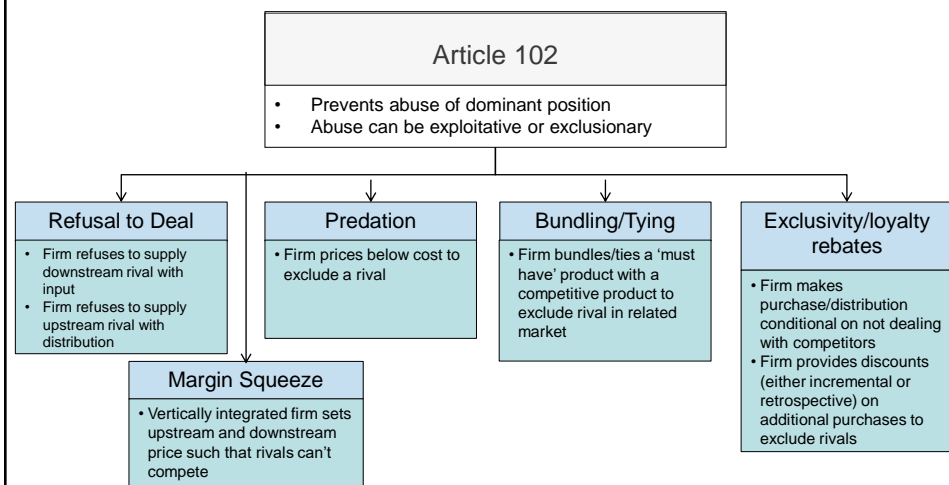 Article 102
• Prevents abuse of dominant position
• Abuse can be exploitative or exclusionary
Refusal to Deal
• Firm refuses to supply
downstream rival with
input
• Firm refuses to supply
upstream rival with
distribution
Predation
• Firm prices below cost to
exclude a rival
Bundling/Tying
• Firm bundles/ties a ‘must
have’ product with a
competitive product to
exclude rival in related
market
Exclusivity/loyalty
rebates
• Firm makes
purchase/distribution
conditional on not dealing
with competitors
• Firm provides discounts
(either incremental or
retrospective) on
additional purchases to
exclude rivals
Margin Squeeze
• Vertically integrated firm sets
upstream and downstream
price such that rivals can’t
compete